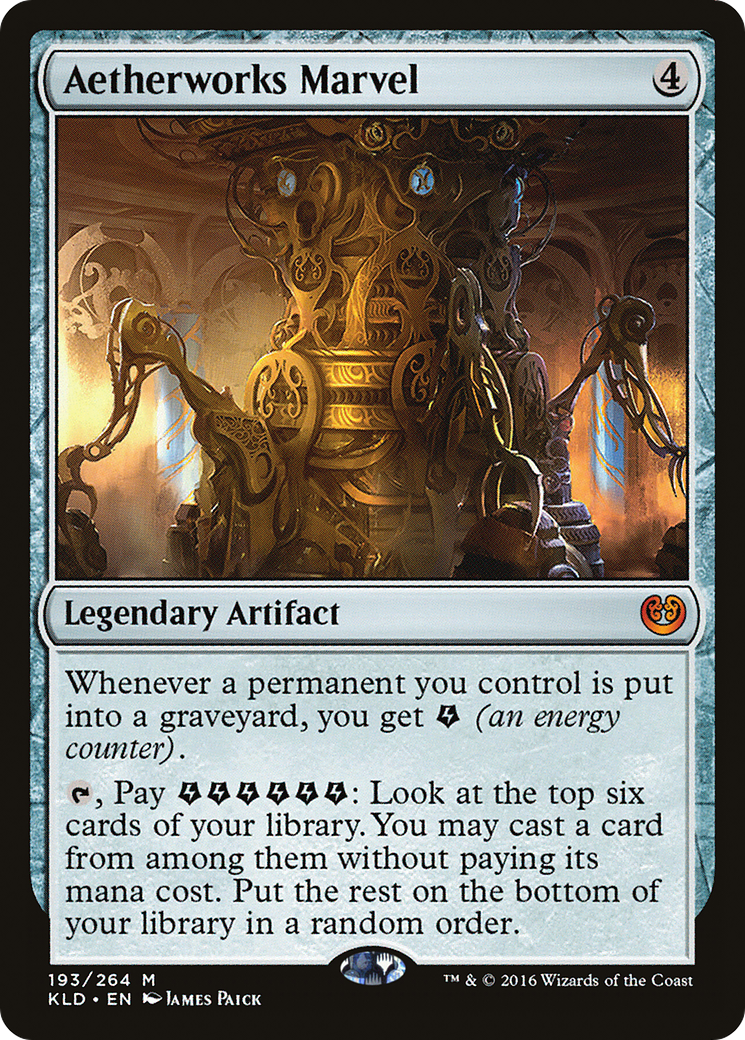 Aetherworks Marvel 4
Legendary Artifact
Whenever a permanent you control is put
into a graveyard, you get (an energy
counter).
, Pay : Look at the top six
cards of your library. You may cast a card
from among them without paying its
mana cost. Put the rest on the bottom of
your library in a random order.
193/264 M
™ & © 2016 Wizards of the Coast
KLD • EN James Paick